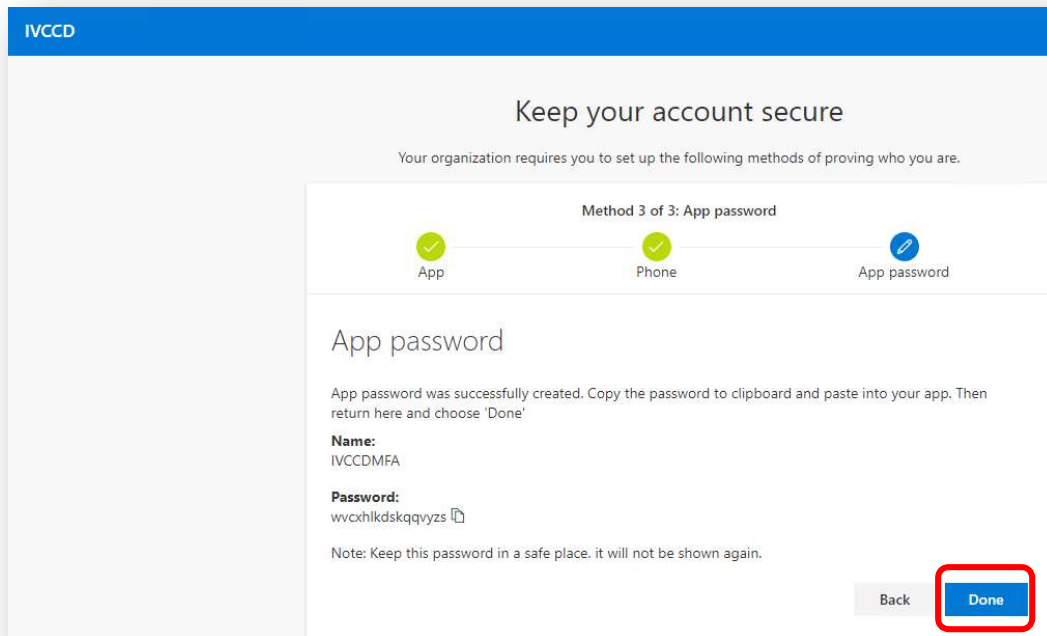 IVCCD
Keep your account secure
Your organization requires you to set up the following methods of proving who you are.
Method 3 of 3: App password
App
Phone
App password
App password
App password was successfully created. Copy the password to clipboard and paste into your app. Then
return here and choose 'Done'
Name:
IVCCDMFA
Password:
wvcxhlkdskqqvyzs
Note: Keep this password in a safe place. it will not be shown again.
Back
Done